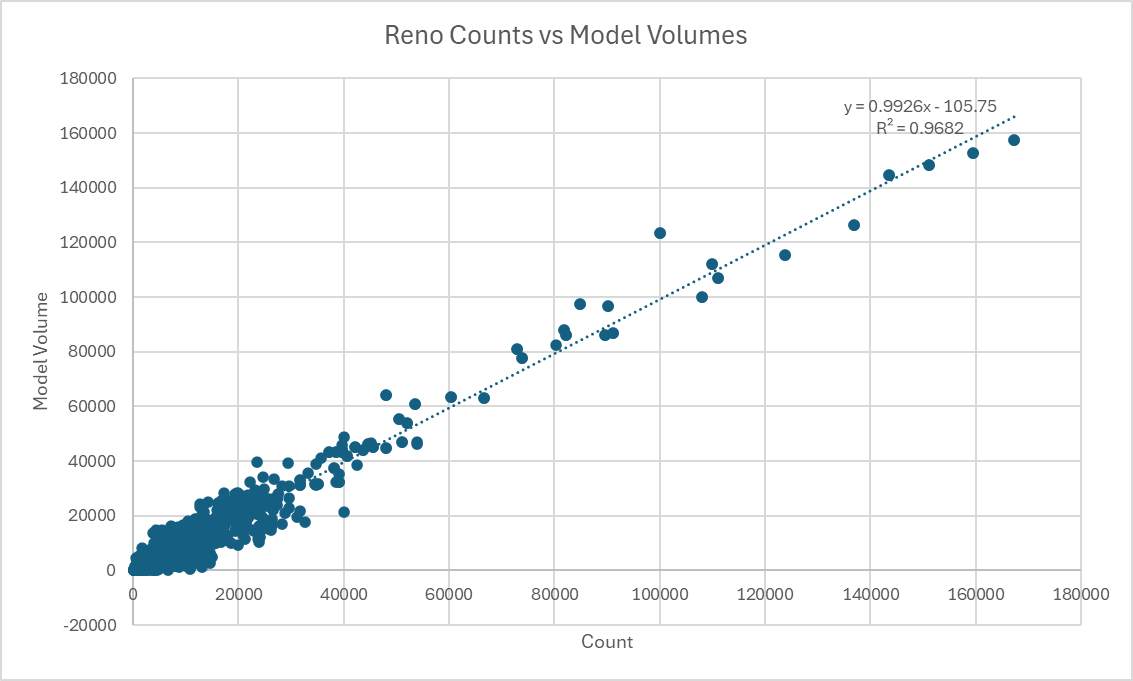 Reno Counts vs Model Volumes
180000
y = 0.9926x - 105.75
R² = 0.9682
160000
140000
120000
100000
80000
60000
40000
20000
0
-20000
Model Volume
0 20000 40000 60000 80000 100000 120000 140000 160000 180000
Count